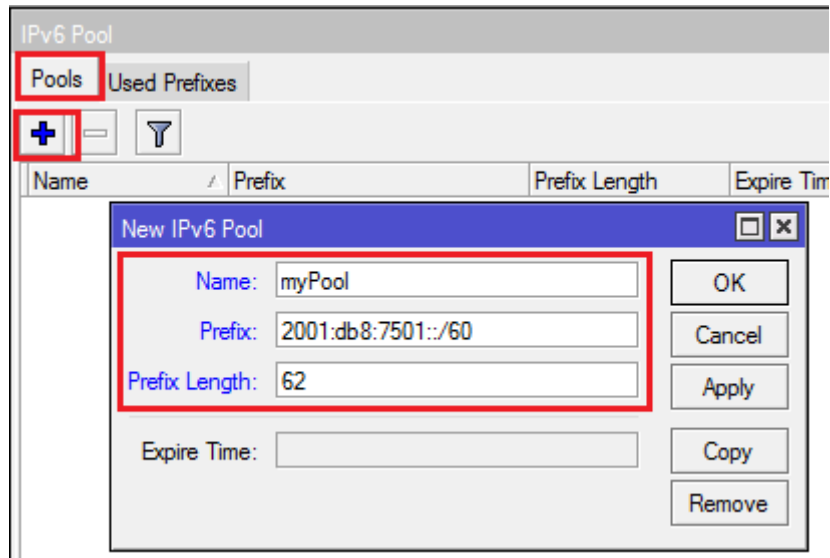 IPv6 Pool
Pools Used Prefixes
Name Prefix Prefix Length Expire Tim
New IPv6 Pool
Name: myPool OK
Prefix: 2001:db8:7501::/60 Cancel
Prefix Length: 62 Apply
Expire Time: Copy
Remove